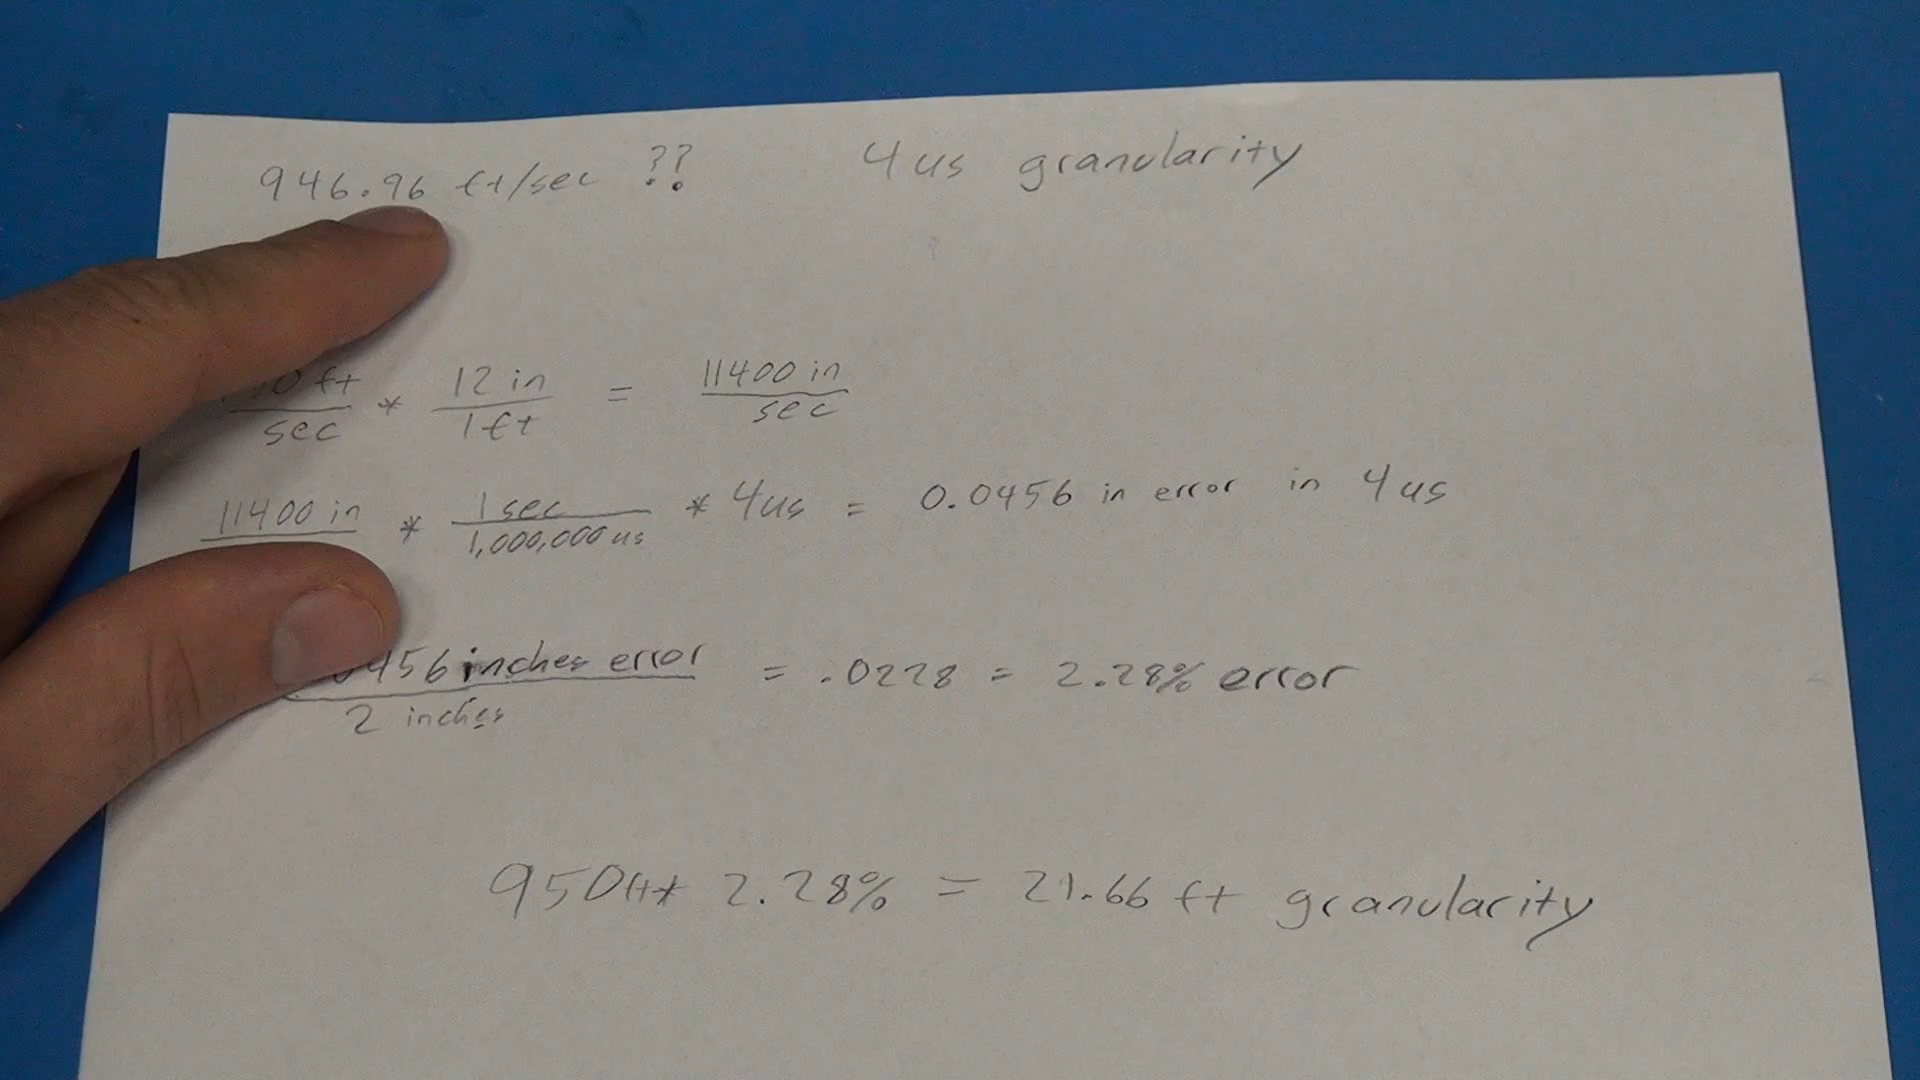 946.96 ft/sec ?? 4us granularity
0 ft/sec * 12 in/1 ft = 11400 in/sec
11400 in * 1 sec/1,000,000 us * 4us = 0.0456 in error in 4us
456 inches error/2 inches = .0228 = 2.28% error
950ft * 2.28% = 21.66 ft granularity